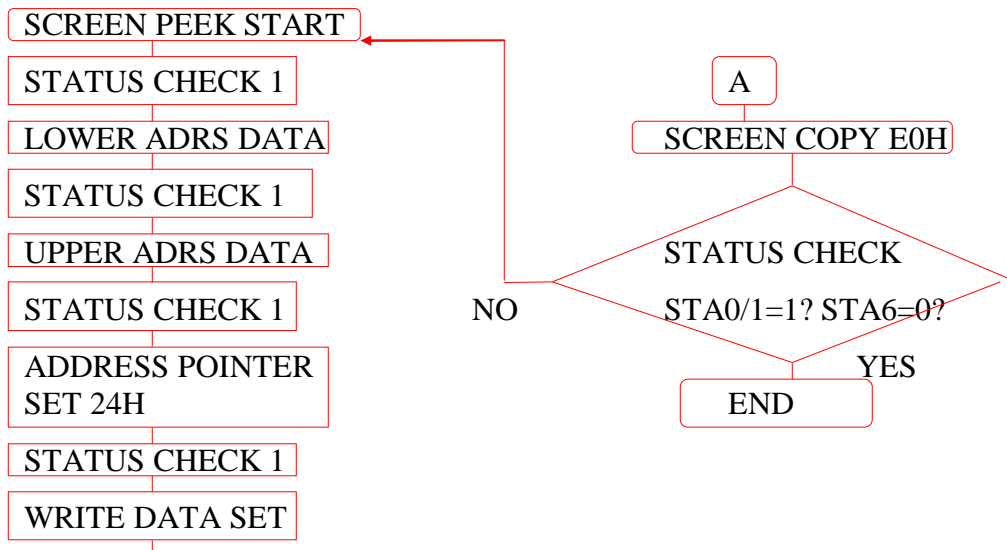 SCREEN PEEK START
STATUS CHECK 1
LOWER ADRS DATA
STATUS CHECK 1
UPPER ADRS DATA
STATUS CHECK 1
ADDRESS POINTER
SET 24H
STATUS CHECK 1
WRITE DATA SET
A
SCREEN COPY E0H
STATUS CHECK
STA0/1=1? STA6=0?
NO
YES
END